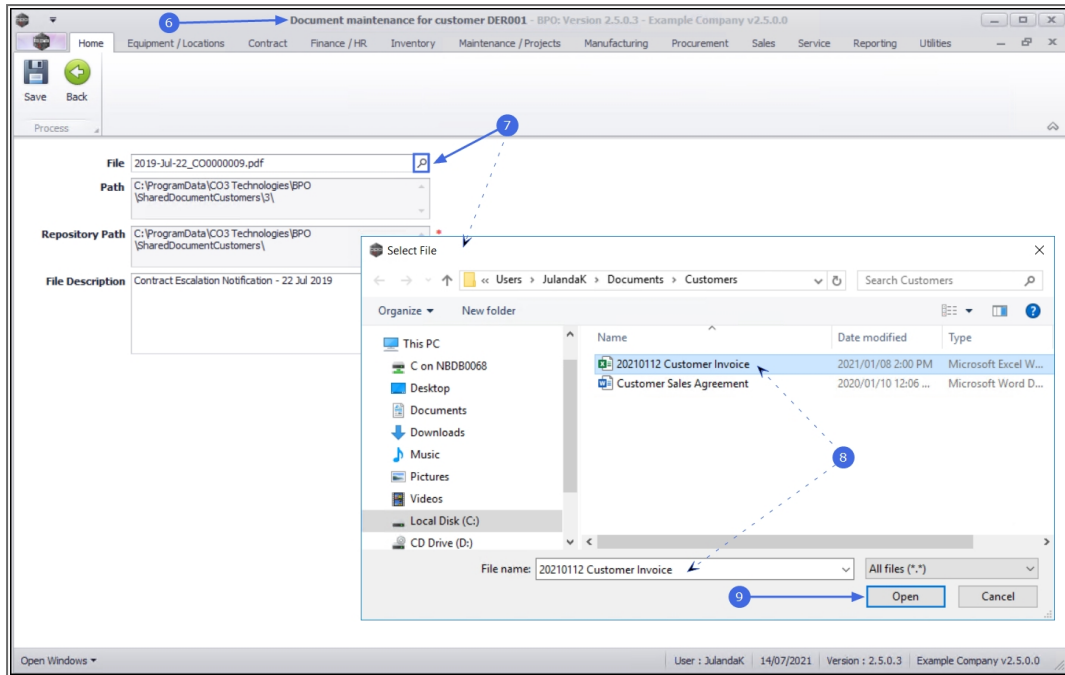 6
Document maintenance for customer DER001 - BPO: Version 2.5.0.3 - Example Company v2.5.0.0
Home Equipment / Locations Contract Finance / HR Inventory Maintenance / Projects Manufacturing Procurement Sales Service Reporting Utilities
Save Back
Process
7
File 2019-Jul-22_CO0000009.pdf
Path C:\ProgramData\CO3 Technologies\BPO
\SharedDocumentCustomers\3\
Repository Path C:\ProgramData\CO3 Technologies\BPO
\SharedDocumentCustomers\
File Description Contract Escalation Notification - 22 Jul 2019
Select File
« Users > JulandaK > Documents > Customers Search Customers
Organize New folder
Name Date modified Type
This PC
C on NBDB0068
Desktop
Documents
Downloads
Music
Pictures
Videos
Local Disk (C:)
CD Drive (D:)
20210112 Customer Invoice 2021/01/08 2:00 PM Microsoft Excel W...
Customer Sales Agreement 2020/01/10 12:06 ... Microsoft Word D...
8
File name: 20210112 Customer Invoice All files (*.*)
9
Open Cancel
Open Windows User : JulandaK 14/07/2021 Version : 2.5.0.3 Example Company v2.5.0.0